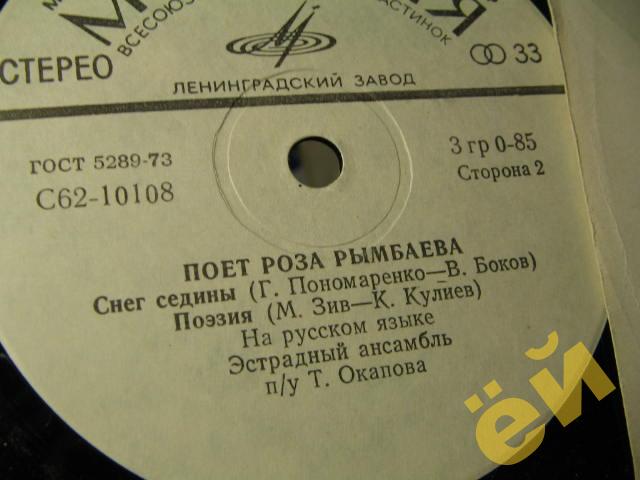 СТЕРЕО
33
ЛЕНИНГРАДСКИЙ ЗАВОД
ГОСТ 5289-73
3 гр 0-85
С62-10108
Сторона 2
ПОЕТ РОЗА РЫМБАЕВА
Снег седины (Г. Пономаренко—В. Боков)
Поэзия (М. Зив—К. Кулиев)
На русском языке
Эстрадный ансамбль
п/у Т. Окапова
ёй